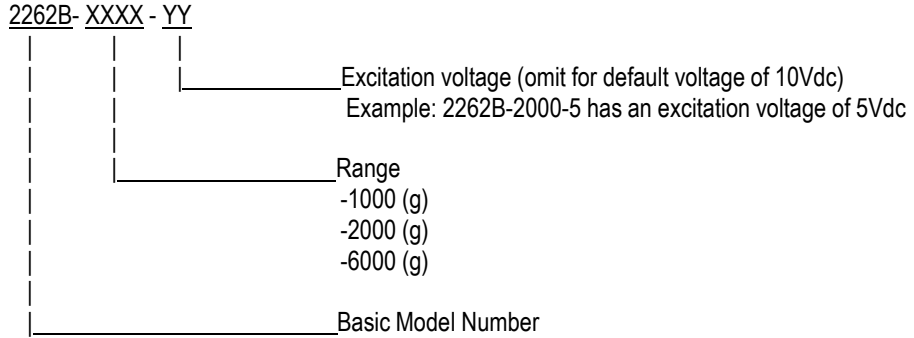 2262B- XXXX - YY
Excitation voltage (omit for default voltage of 10Vdc)
Example: 2262B-2000-5 has an excitation voltage of 5Vdc
Range
-1000 (g)
-2000 (g)
-6000 (g)
Basic Model Number